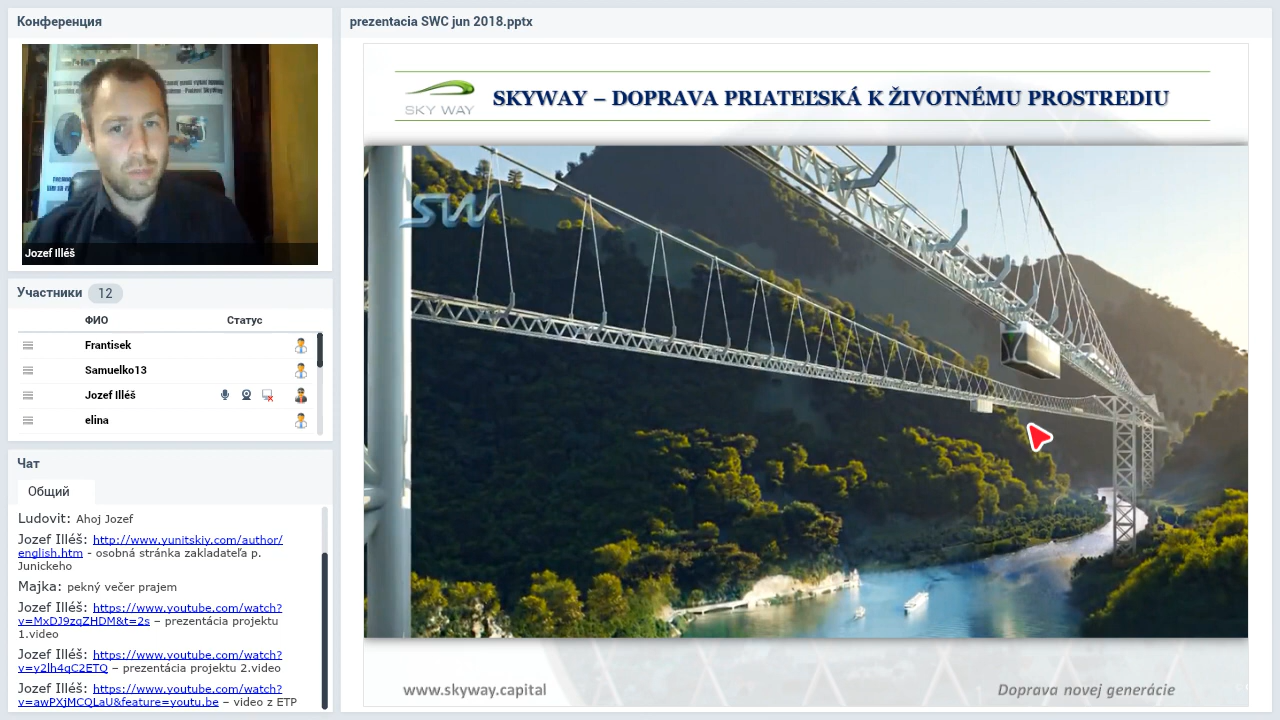 Конференция
Jozef Illéš
Участники 12
ФИО Статус
Frantisek
Samuelko13
Jozef Illéš
elina
Чат
Общий
Ludovit: Ahoj Jozef
Jozef Illéš: http://www.yunitskiy.com/author/
english.htm - osobná stránka zakladateľa p.
Junickeho
Majka: pekný večer prajem
Jozef Illéš: https://www.youtube.com/watch?
v=MxDJ9zqZHDM&t=2s – prezentácia projektu
1.video
Jozef Illéš: https://www.youtube.com/watch?
v=y2lh4qC2ETQ – prezentácia projektu 2.video
Jozef Illéš: https://www.youtube.com/watch?
v=awPXjMCQLaU&feature=youtu.be – video z ETP
prezentacia SWC jun 2018.pptx
SKY WAY
SKYWAY – DOPRAVA PRIATEĽSKÁ K ŽIVOTNÉMU PROSTREDIU
SW
www.skyway.capital
Doprava novej generácie